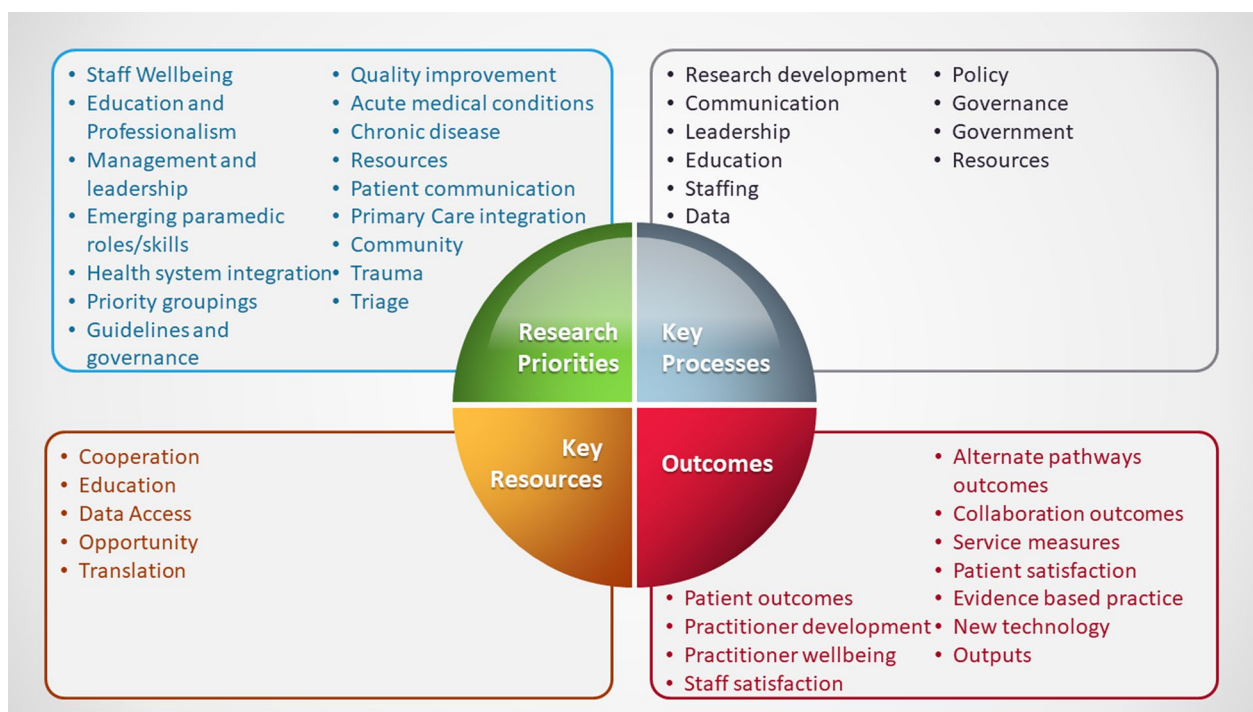 • Staff Wellbeing
• Education and
Professionalism
• Management and
leadership
• Emerging paramedic
roles/skills
• Health system integration
• Priority groupings
• Guidelines and
governance
• Quality improvement
• Acute medical conditions
• Chronic disease
• Resources
• Patient communication
• Primary Care integration
• Community
• Trauma
• Triage
• Research development
• Communication
• Leadership
• Education
• Staffing
• Data
• Policy
• Governance
• Government
• Resources
Research
Priorities
Key
Processes
Key
Resources
Outcomes
• Cooperation
• Education
• Data Access
• Opportunity
• Translation
• Patient outcomes
• Practitioner development
• Practitioner wellbeing
• Staff satisfaction
• Alternate pathways
outcomes
• Collaboration outcomes
• Service measures
• Patient satisfaction
• Evidence based practice
• New technology
• Outputs